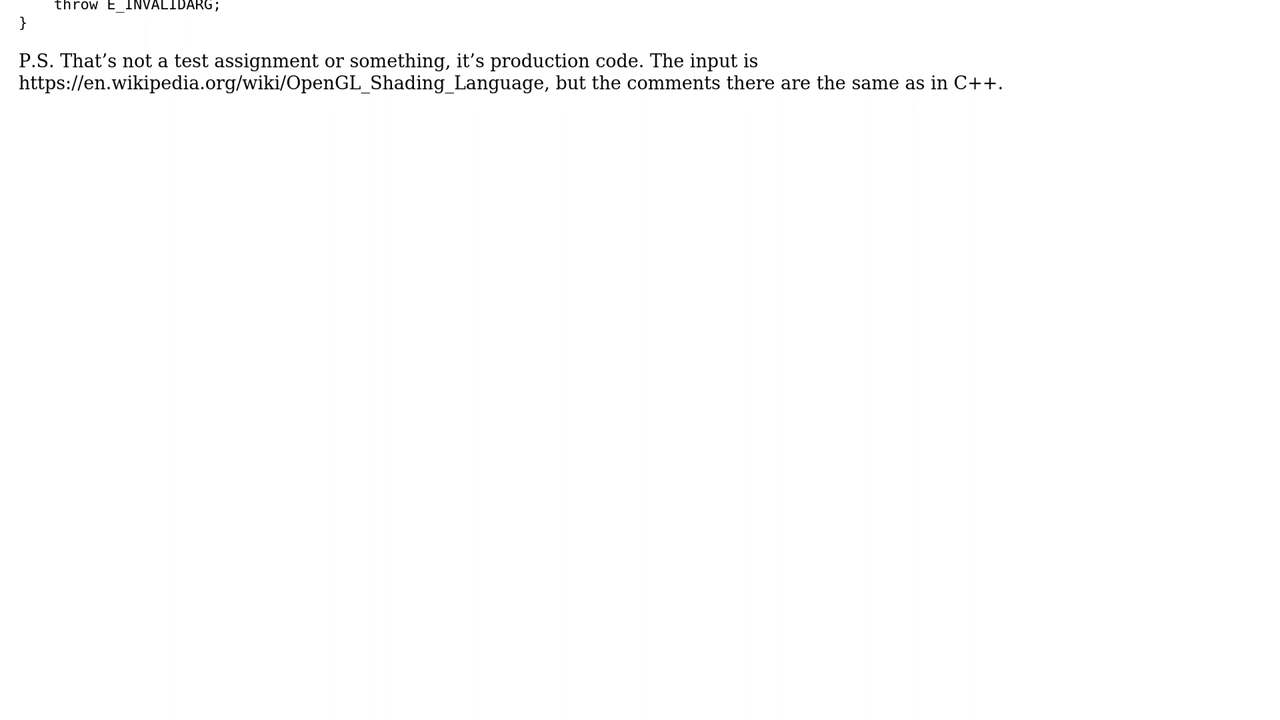 throw E_INVALIDARG;
}
P.S. That’s not a test assignment or something, it’s production code. The input is
https://en.wikipedia.org/wiki/OpenGL_Shading_Language, but the comments there are the same as in C++.